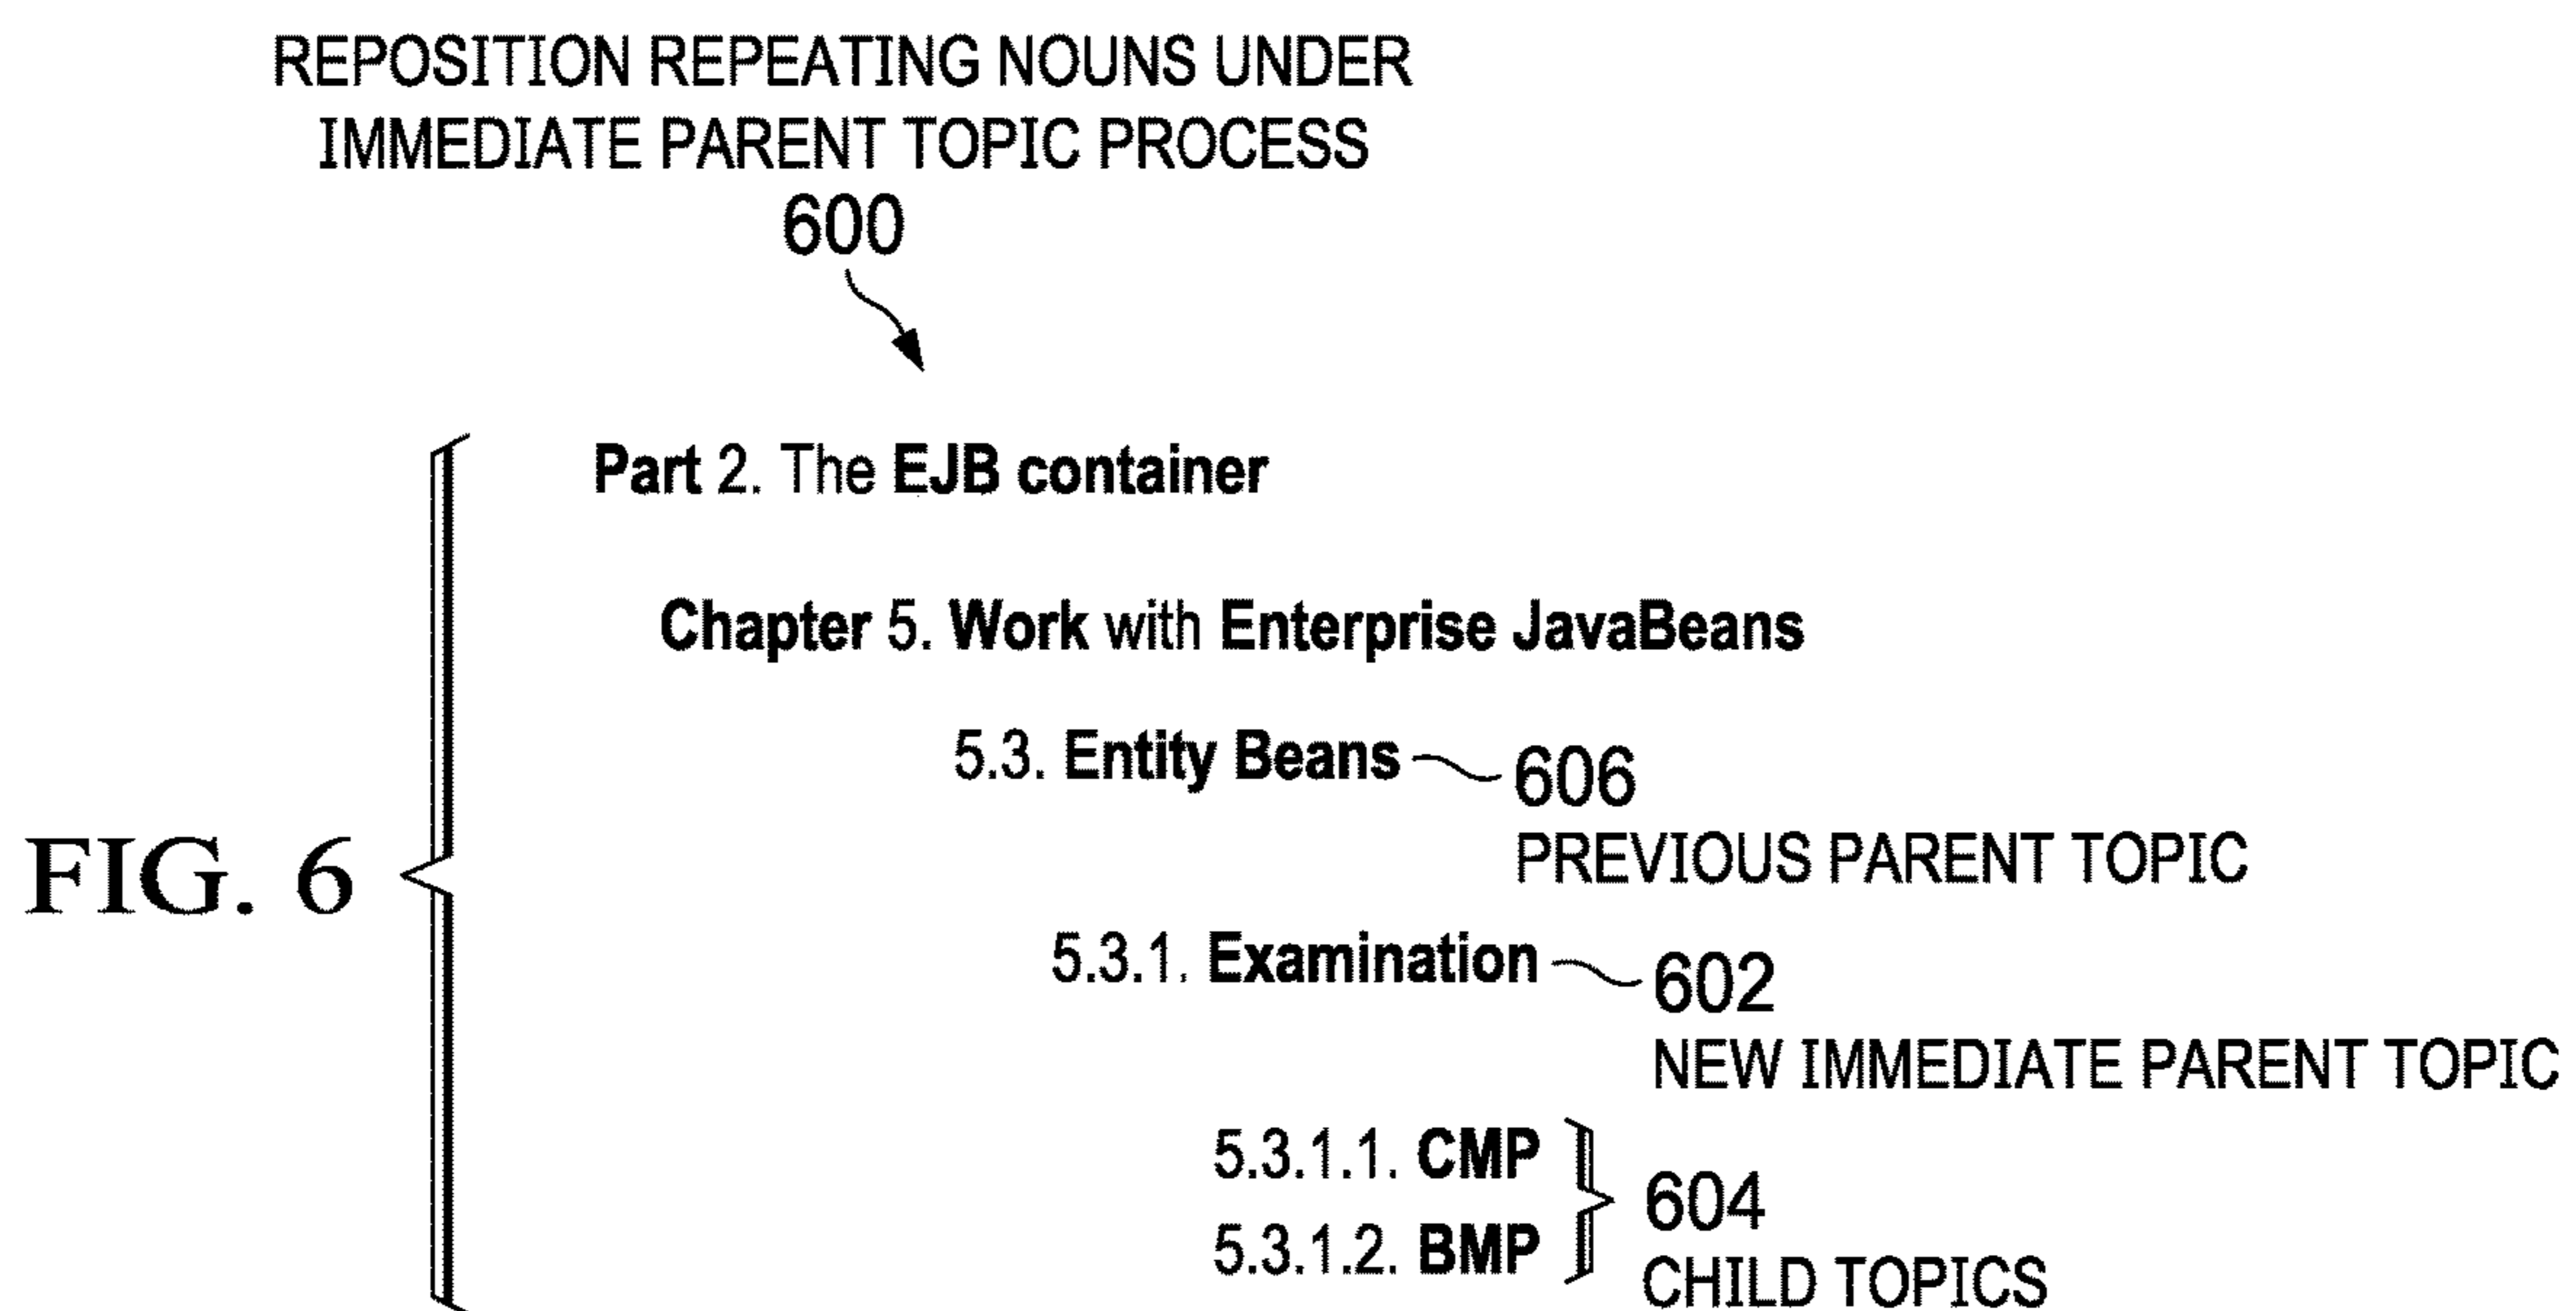 REPOSITION REPEATING NOUNS UNDER
IMMEDIATE PARENT TOPIC PROCESS
600
Part 2. The EJB container
Chapter 5. Work with Enterprise JavaBeans
5.3. Entity Beans
606
PREVIOUS PARENT TOPIC
FIG. 6
5.3.1. Examination
602
NEW IMMEDIATE PARENT TOPIC
5.3.1.1. CMP
5.3.1.2. BMP
604
CHILD TOPICS